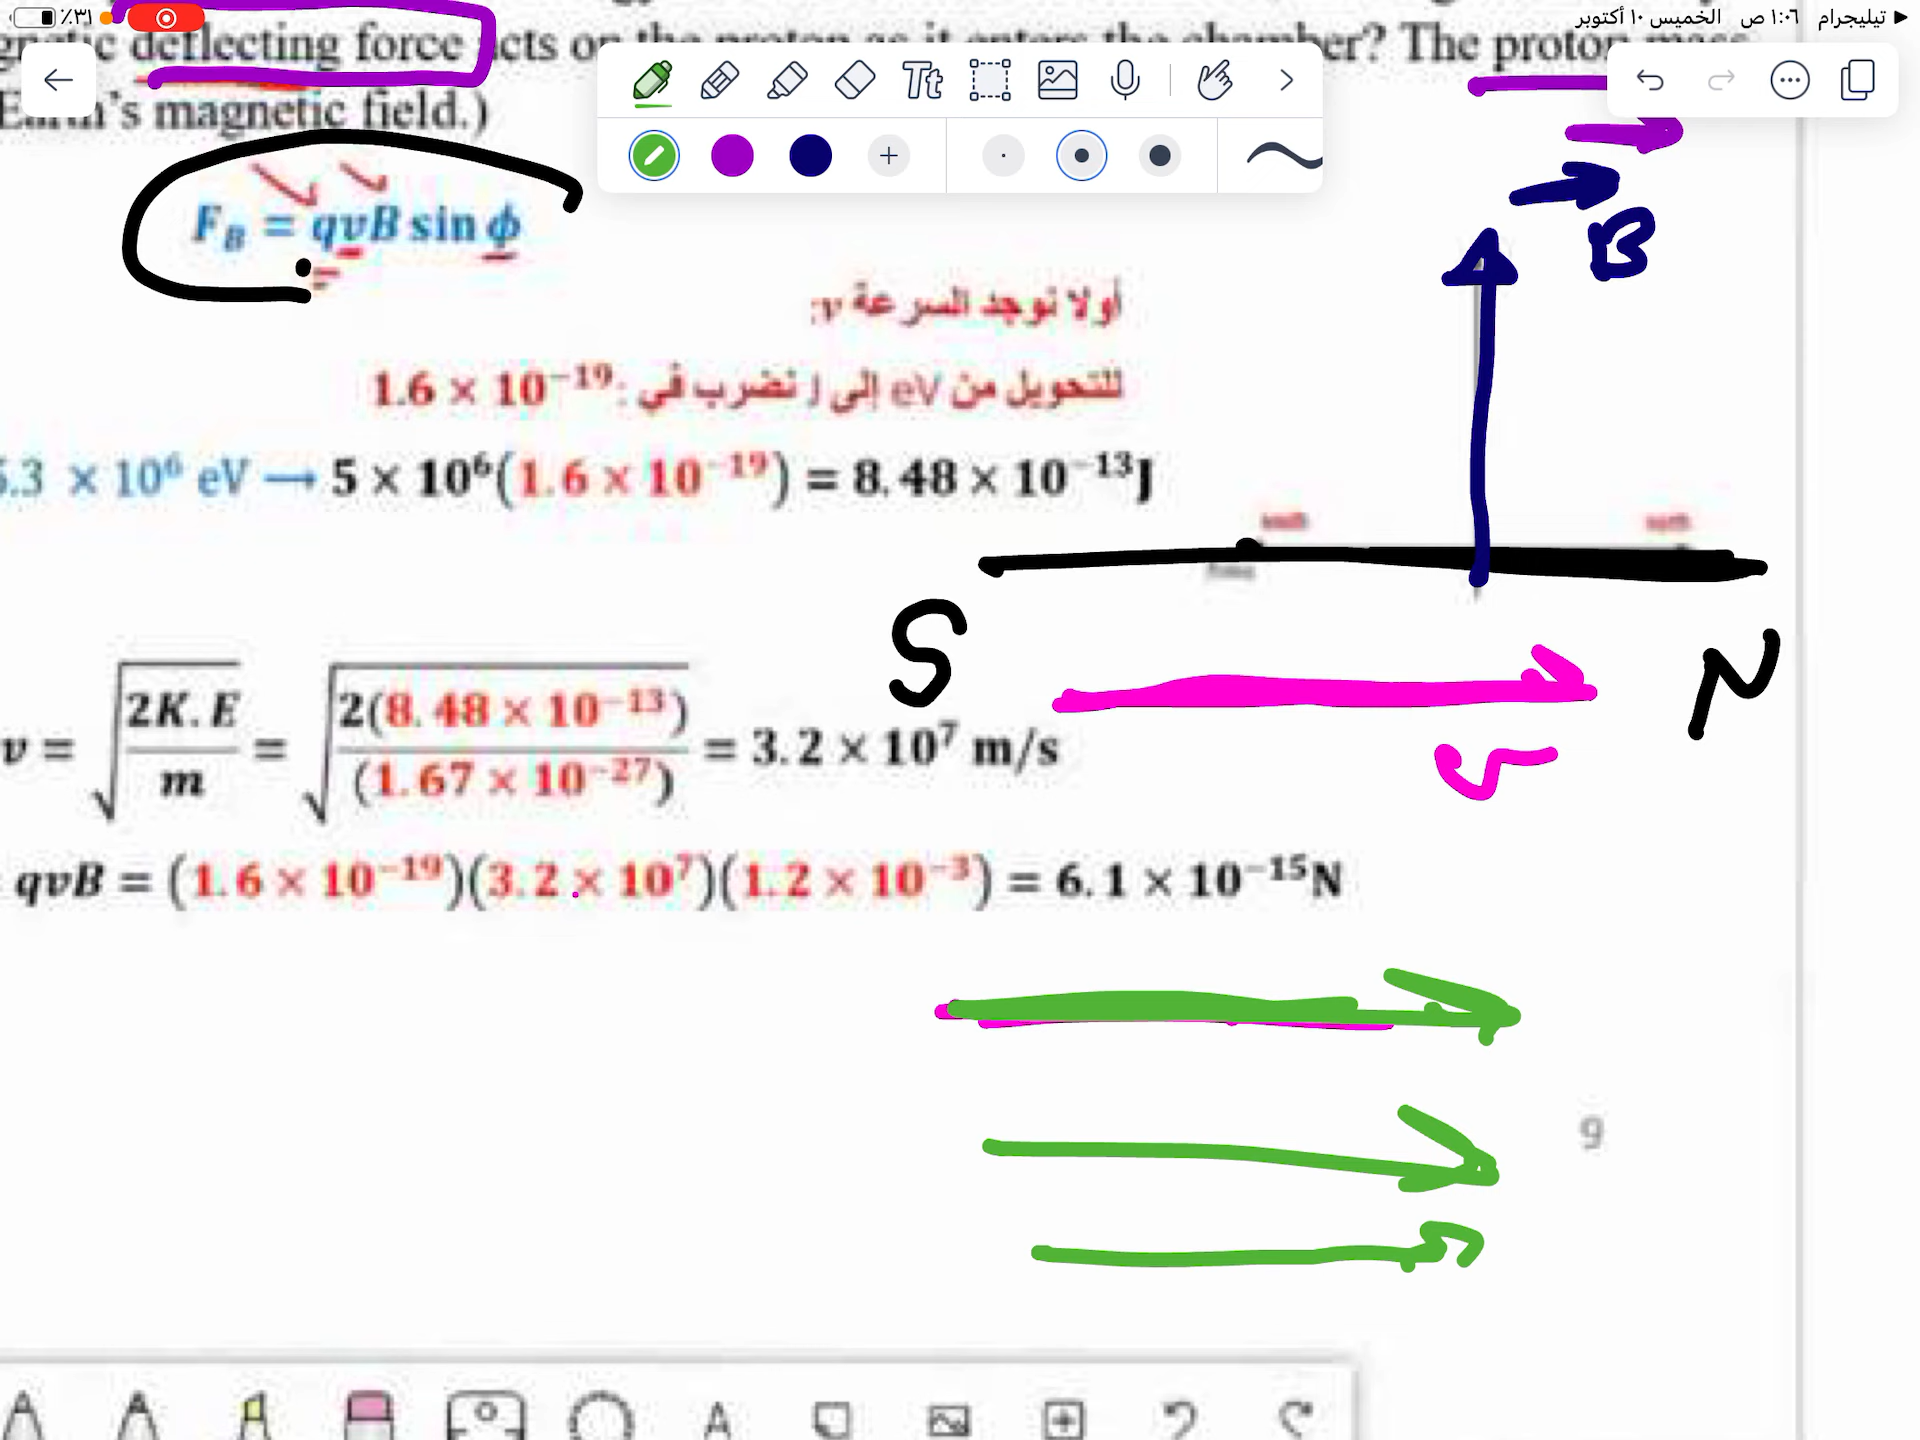 ٪٣١
◀ تيليجرام ١:٠٦ ص الخميس ١٠ أكتوبر
deflecting force acts on the proton as it enters the chamber? The proton mass
Earth's magnetic field.)
Tt
F_B = qvB sin ϕ
B
أولا نوجد السرعة v:
للتحويل من eV إلى J نضرب في : 1.6 × 10⁻¹⁹
5.3 × 10⁶ eV → 5 × 10⁶(1.6 × 10⁻¹⁹) = 8.48 × 10⁻¹³J
south north
S N
v = √(2K.E / m) = √(2(8.48 × 10⁻¹³) / (1.67 × 10⁻²⁷)) = 3.2 × 10⁷ m/s
v
qvB = (1.6 × 10⁻¹⁹)(3.2 × 10⁷)(1.2 × 10⁻³) = 6.1 × 10⁻¹⁵N
9
A